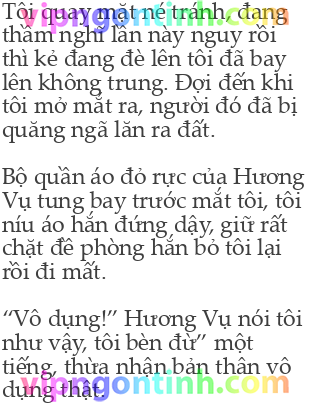 Tôi quay mặt né tránh, đang
thầm nghĩ lần này nguy rồi
thì kẻ đang đè lên tôi đã bay
lên không trung. Đợi đến khi
tôi mở mắt ra, người đó đã bị
quăng ngã lăn ra đất.
Bộ quần áo đỏ rực của Hương
Vụ tung bay trước mắt tôi, tôi
níu áo hắn đứng dậy, giữ rất
chặt đề phòng hắn bỏ tôi lại
rồi đi mất.
vipngontinh.com
“Vô dụng!” Hương Vụ nói tôi
như vậy, tôi bèn đừ” một
tiếng, thừa nhận bản thân vô
dụng thật.
vipngontinh.com